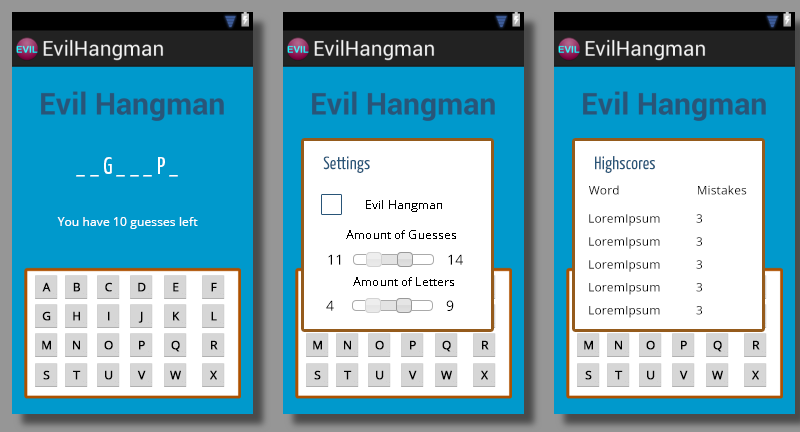 EVIL EvilHangman
Evil Hangman
_ _ G _ _ _ P _
You have 10 guesses left
A B C D E F
G H I J K L
M N O P Q R
S T U V W X
EVIL EvilHangman
Evil Hangman
Settings
Evil Hangman
Amount of Guesses
11 14
Amount of Letters
4 9
M N O P Q R
S T U V W X
EVIL EvilHangman
Evil Hangman
Highscores
Word Mistakes
LoremIpsum 3
LoremIpsum 3
LoremIpsum 3
LoremIpsum 3
LoremIpsum 3
M N O P Q R
S T U V W X